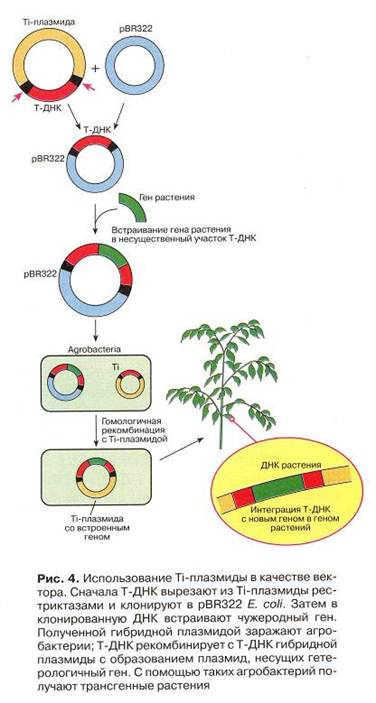 Ti-плазмида
pBR322
+
Т-ДНК
Т-ДНК
pBR322
Ген растения
Встраивание гена растения
в несущественный участок Т-ДНК
pBR322
Agrobacteria
Ti
Гомологичная
рекомбинация
с Ti-плазмидой
Ti-плазмида
со встроенным
геном
ДНК растения
Интеграция Т-ДНК
с новым геном в геном
растений
Рис. 4. Использование Ti-плазмиды в качестве век-
тора. Сначала Т-ДНК вырезают из Ti-плазмиды рес-
триктазами и клонируют в pBR322 E. coli. Затем в
клонированную ДНК встраивают чужеродный ген.
Полученной гибридной плазмидой заражают агро-
бактерии; Т-ДНК рекомбинирует с Т-ДНК гибридной
плазмиды с образованием плазмид, несущих гете-
рологичный ген. С помощью таких агробактерий по-
лучают трансгенные растения